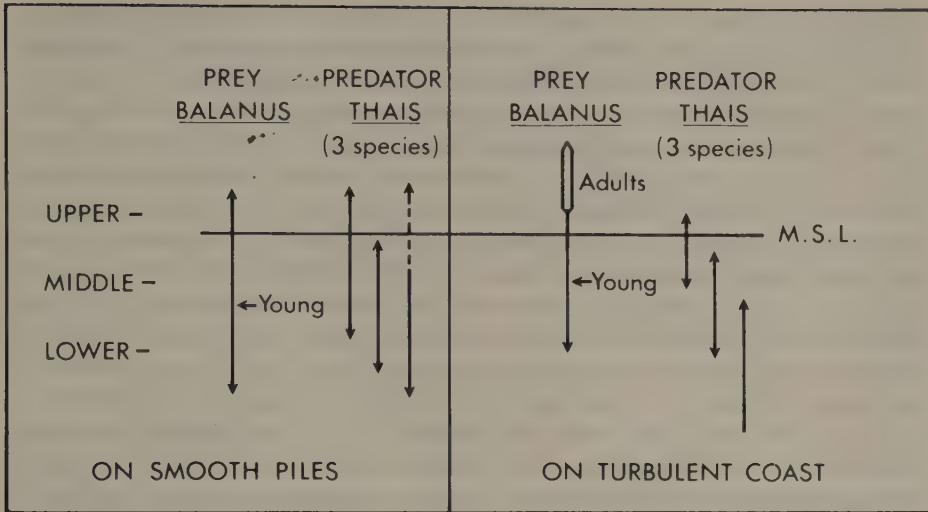 PREY PREDATOR
BALANUS THAIS
(3 species)
UPPER –
MIDDLE –
←Young
LOWER –
ON SMOOTH PILES
PREY PREDATOR
BALANUS THAIS
(3 species)
Adults
M.S.L.
←Young
ON TURBULENT COAST